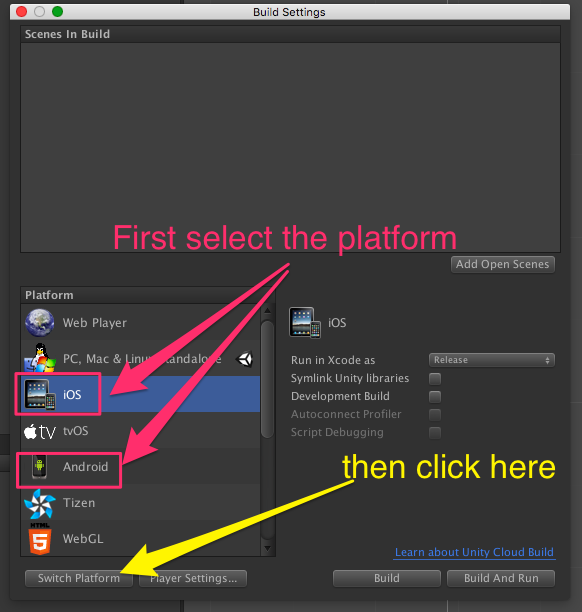 Build Settings
Scenes In Build
First select the platform
Add Open Scenes
Platform
Web Player
PC, Mac & Linux Standalone
iOS
tvOS
Android
Tizen
HTML
5
WebGL
iOS
Run in Xcode as
Release
Symlink Unity libraries
Development Build
Autoconnect Profiler
Script Debugging
then click here
Learn about Unity Cloud Build
Switch Platform
Player Settings...
Build
Build And Run